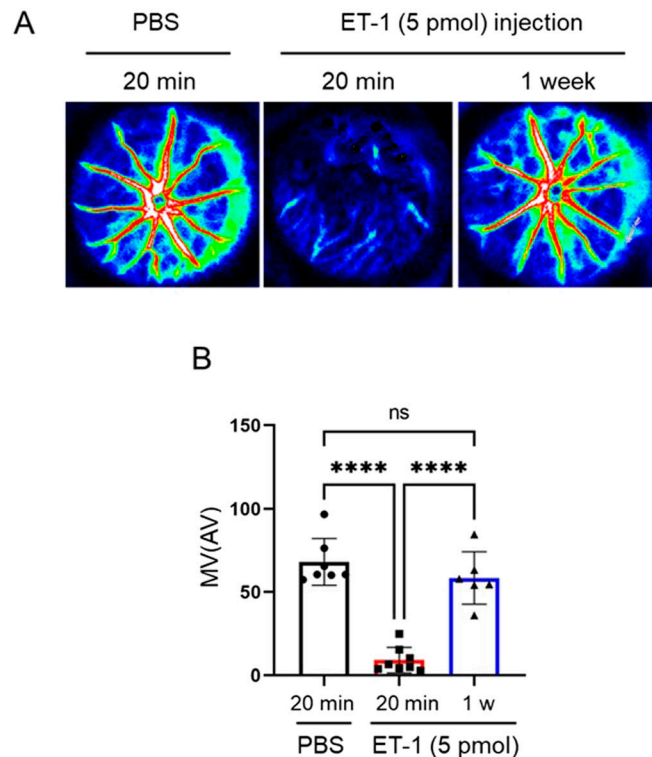 A
PBS
ET-1 (5 pmol) injection
20 min
20 min
1 week
B
ns
****
****
150
100
50
0
MV(AV)
20 min
20 min
1 w
PBS
ET-1 (5 pmol)